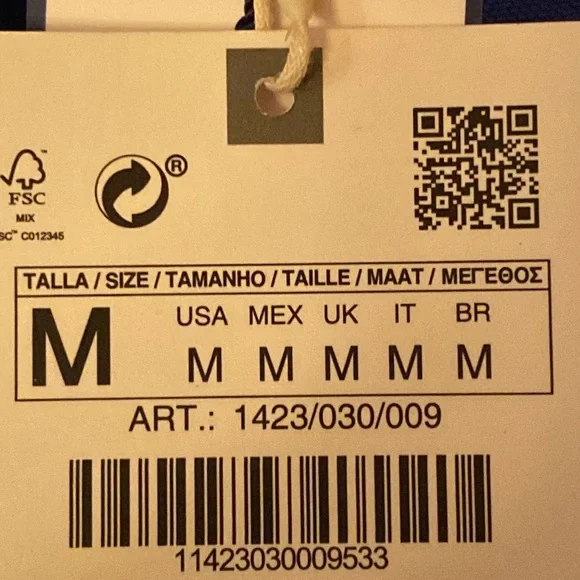 ®
FSC
MIX
SC™ C012345
TALLA / SIZE / TAMANHO / TAILLE / MAAT / ΜΕΓΕΘΟΣ
M
USA MEX UK IT BR
M M M M M
ART.: 1423/030/009
11423030009533